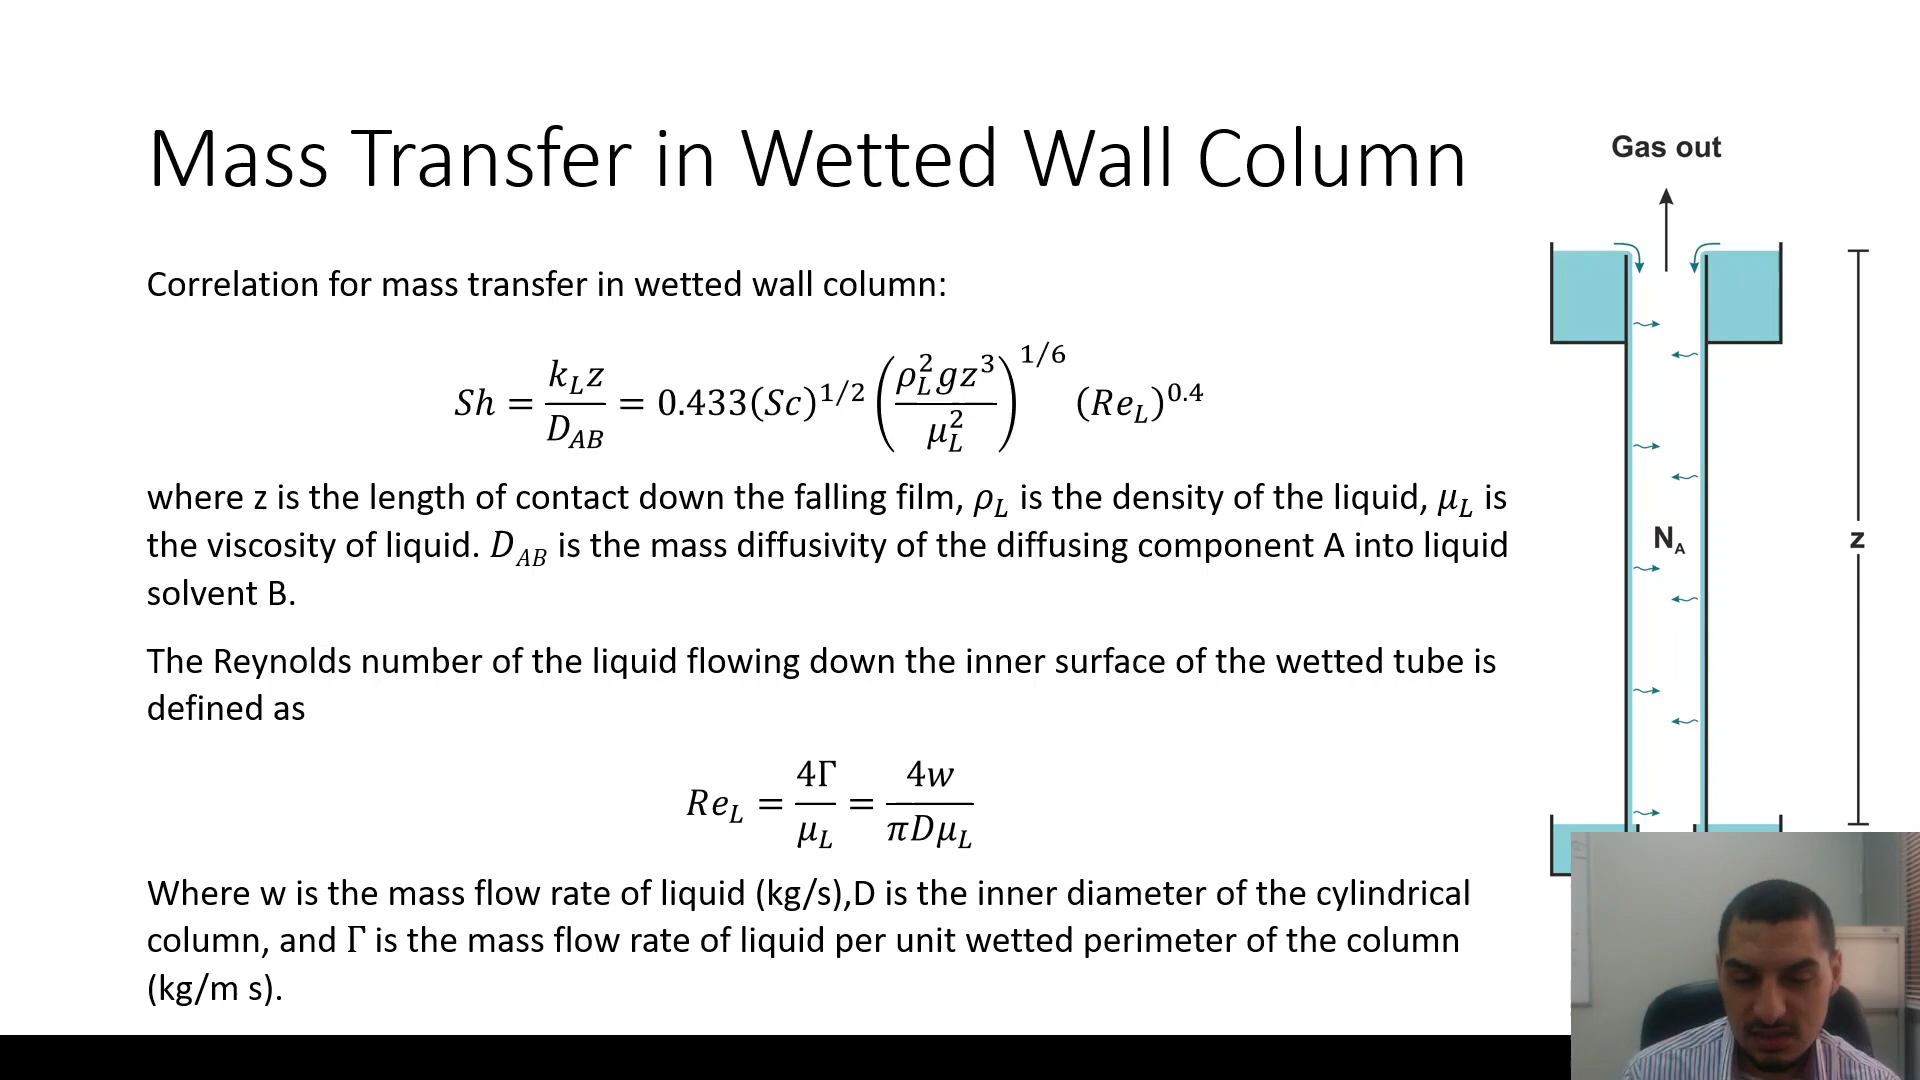 Mass Transfer in Wetted Wall Column
Gas out
Correlation for mass transfer in wetted wall column:
Sh = k_L z / D_AB = 0.433(Sc)^{1/2} (ρ_L^2 g z^3 / μ_L^2)^{1/6} (Re_L)^{0.4}
where z is the length of contact down the falling film, ρ_L is the density of the liquid, μ_L is
the viscosity of liquid. D_AB is the mass diffusivity of the diffusing component A into liquid
solvent B.
N_A
z
The Reynolds number of the liquid flowing down the inner surface of the wetted tube is
defined as
Re_L = 4Γ / μ_L = 4w / πDμ_L
Where w is the mass flow rate of liquid (kg/s),D is the inner diameter of the cylindrical
column, and Γ is the mass flow rate of liquid per unit wetted perimeter of the column
(kg/m s).